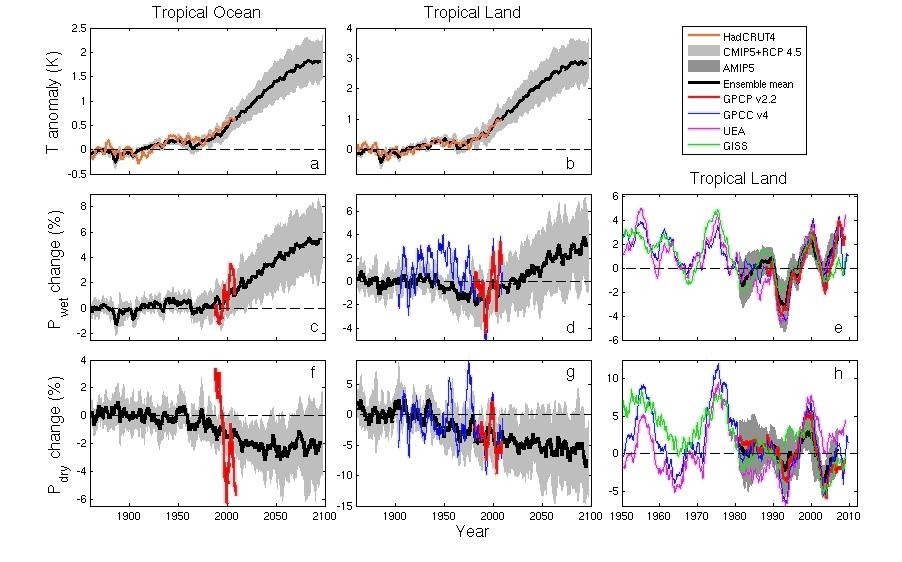 Tropical Ocean
Tropical Land
HadCRUT4
CMIP5+RCP 4.5
AMIP5
Ensemble mean
GPCP v2.2
GPCC v4
UEA
GISS
T anomaly (K)
2.5
2
1.5
1
0.5
0
-0.5
a
4
3
2
1
0
-1
b
Tropical Land
P wet change (%)
8
6
4
2
0
-2
c
6
4
2
0
-2
-4
d
6
4
2
0
-2
-4
-6
e
P dry change (%)
4
2
0
-2
-4
-6
f
5
0
-5
-10
-15
g
10
5
0
-5
h
1900 1950 2000 2050 2100
1900 1950 2000 2050 2100
1950 1960 1970 1980 1990 2000 2010
Year